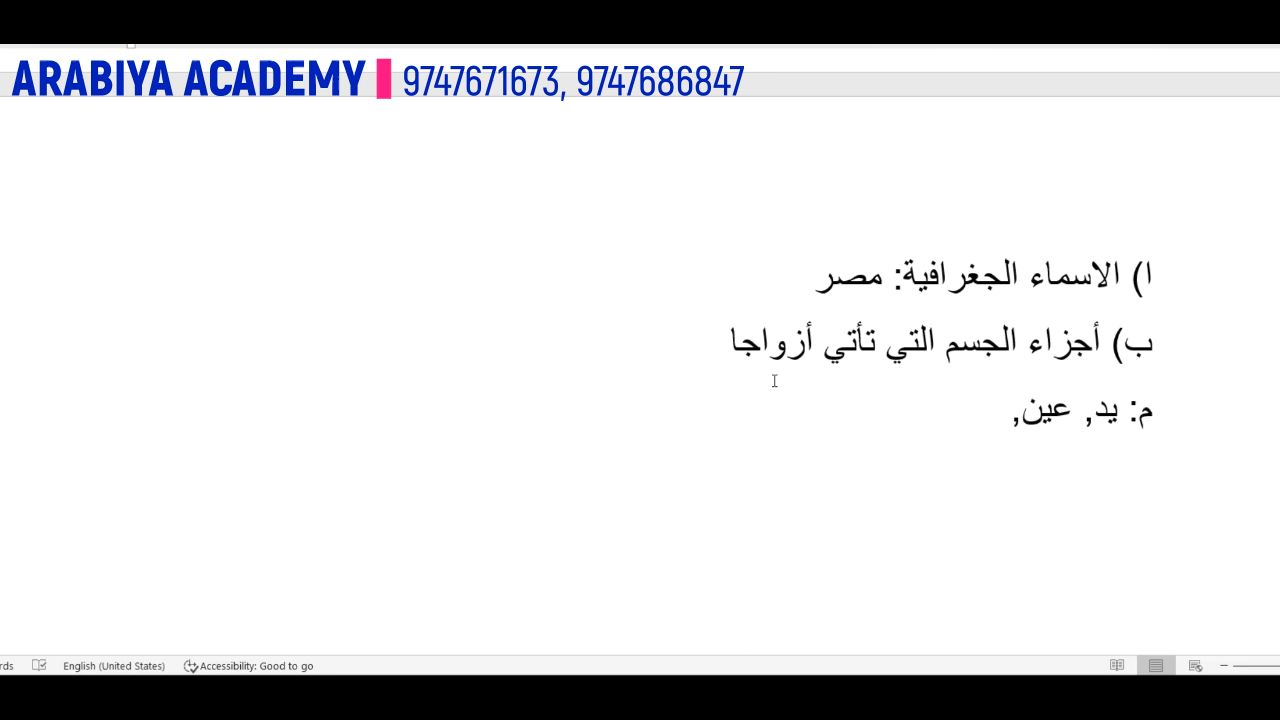 ARABIYA ACADEMY 9747671673, 9747686847
ا) الاسماء الجغرافية: مصر
ب) أجزاء الجسم التي تأتي أزواجا
م: يد, عين,
rds English (United States) Accessibility: Good to go